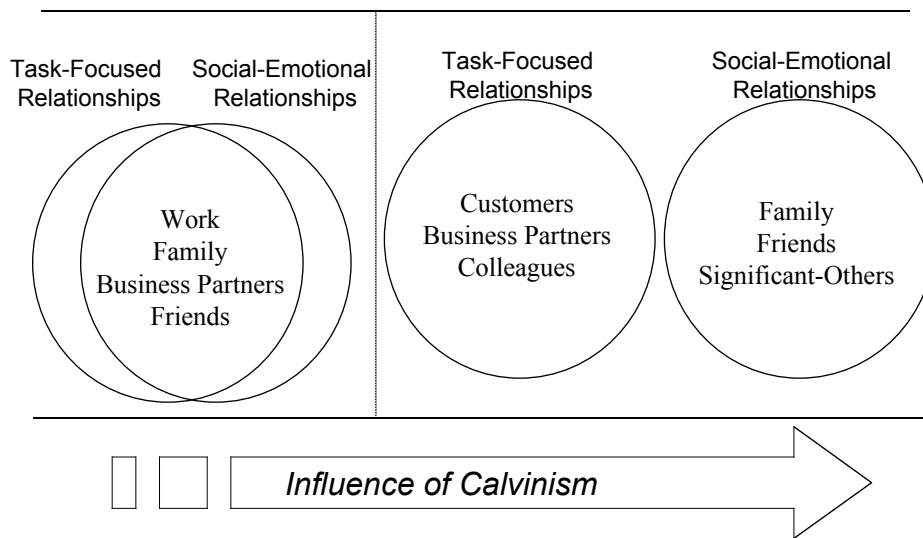 Task-Focused
Relationships
Social-Emotional
Relationships
Work
Family
Business Partners
Friends
Task-Focused
Relationships
Customers
Business Partners
Colleagues
Social-Emotional
Relationships
Family
Friends
Significant-Others
Influence of Calvinism